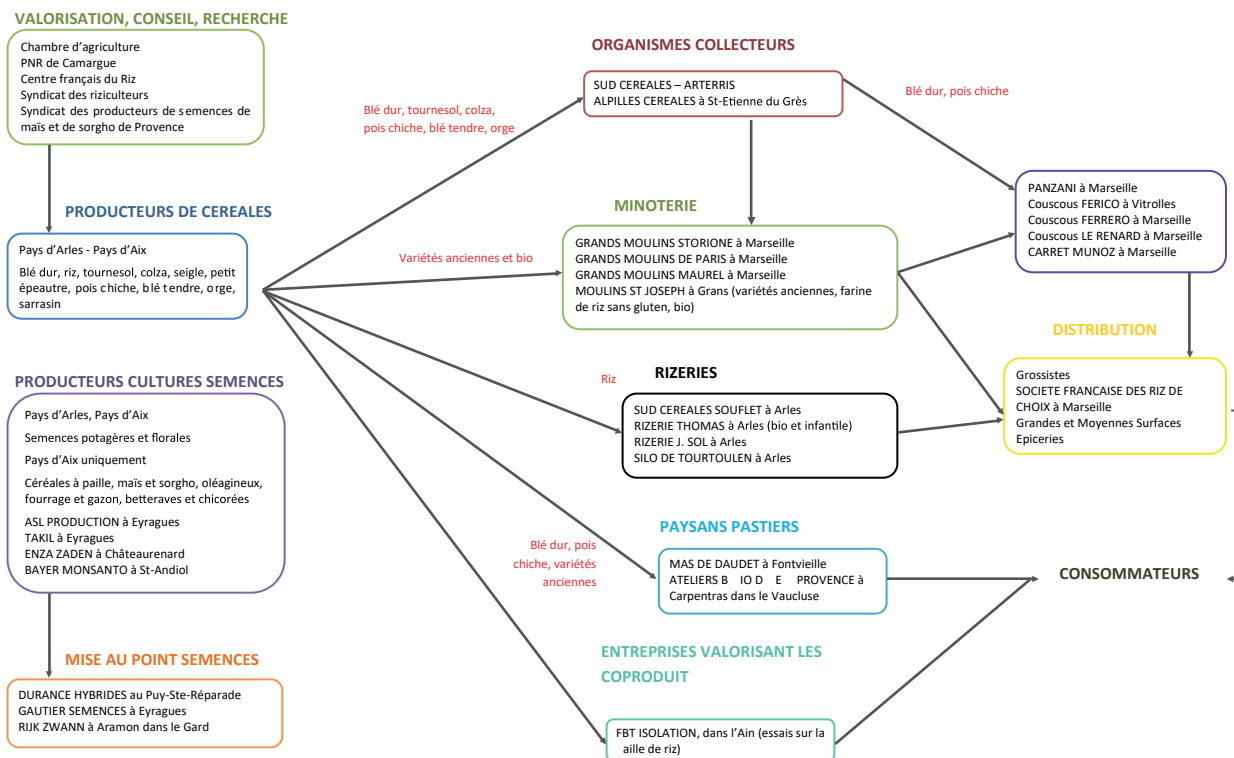 VALORISATION, CONSEIL, RECHERCHE
Chambre d'agriculture
PNR de Camargue
Centre français du Riz
Syndicat des riziculteurs
Syndicat des producteurs de semences de
maïs et de sorgho de Provence
PRODUCTEURS DE CEREALES
Pays d'Arles - Pays d'Aix
Blé dur, riz, tournesol, colza, seigle, petit
épeautre, pois chiche, blé tendre, orge,
sarrasin
PRODUCTEURS CULTURES SEMENCES
Pays d'Arles, Pays d'Aix
Semences potagères et florales
Pays d'Aix uniquement
Céréales à paille, maïs et sorgho, oléagineux,
fourrage et gazon, betteraves et chicorées
ASL PRODUCTION à Eyragues
TAKIL à Eyragues
ENZA ZADEN à Châteaurenard
BAYER MONSANTO à St-Andiol
MISE AU POINT SEMENCES
DURANCE HYBRIDES au Puy-Ste-Réparade
GAUTIER SEMENCES à Eyragues
RIJK ZWANN à Aramon dans le Gard
Blé dur, tournesol, colza,
pois chiche, blé tendre, orge
Variétés anciennes et bio
Riz
Blé dur, pois
chiche, variétés
anciennes
ORGANISMES COLLECTEURS
SUD CEREALES – ARTERRIS
ALPILLES CEREALES à St-Etienne du Grès
MINOTERIE
GRANDS MOULINS STORIONE à Marseille
GRANDS MOULINS DE PARIS à Marseille
GRANDS MOULINS MAUREL à Marseille
MOULINS ST JOSEPH à Grans (variétés anciennes, farine
de riz sans gluten, bio)
RIZERIES
SUD CEREALES SOUFLET à Arles
RIZERIE THOMAS à Arles (bio et infantile)
RIZERIE J. SOL à Arles
SILO DE TOURTOULEN à Arles
PAYSANS PASTIERS
MAS DE DAUDET à Fontvieille
ATELIERS B IO D E PROVENCE à
Carpentras dans le Vaucluse
ENTREPRISES VALORISANT LES
COPRODUIT
FBT ISOLATION, dans l'Ain (essais sur la
aille de riz)
Blé dur, pois chiche
PANZANI à Marseille
Couscous FERICO à Vitrolles
Couscous FERRERO à Marseille
Couscous LE RENARD à Marseille
CARRET MUNOZ à Marseille
DISTRIBUTION
Grossistes
SOCIETE FRANCAISE DES RIZ DE
CHOIX à Marseille
Grandes et Moyennes Surfaces
Epiceries
CONSOMMATEURS